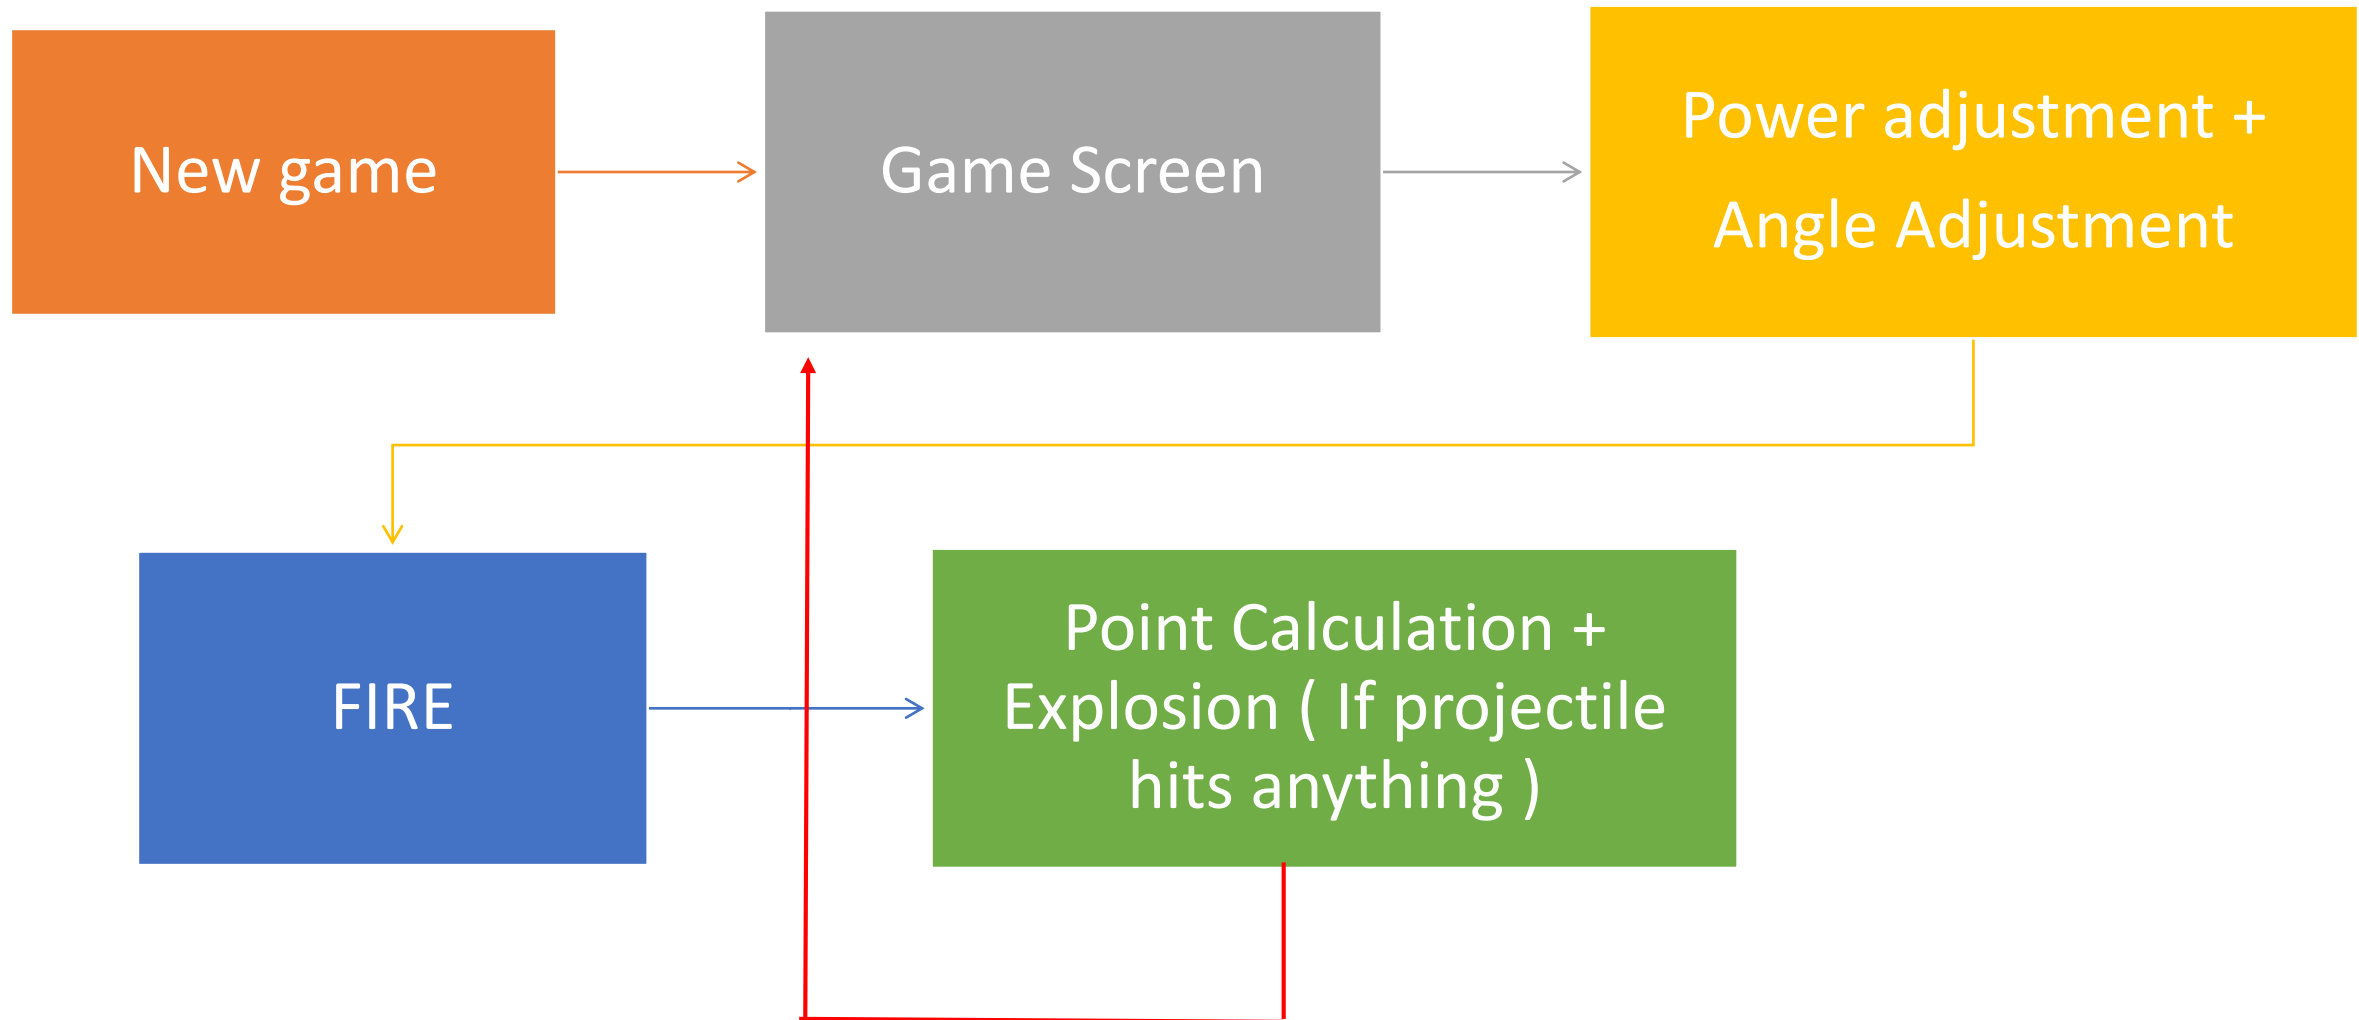 New game
Game Screen
Power adjustment +
Angle Adjustment
FIRE
Point Calculation +
Explosion ( If projectile
hits anything )